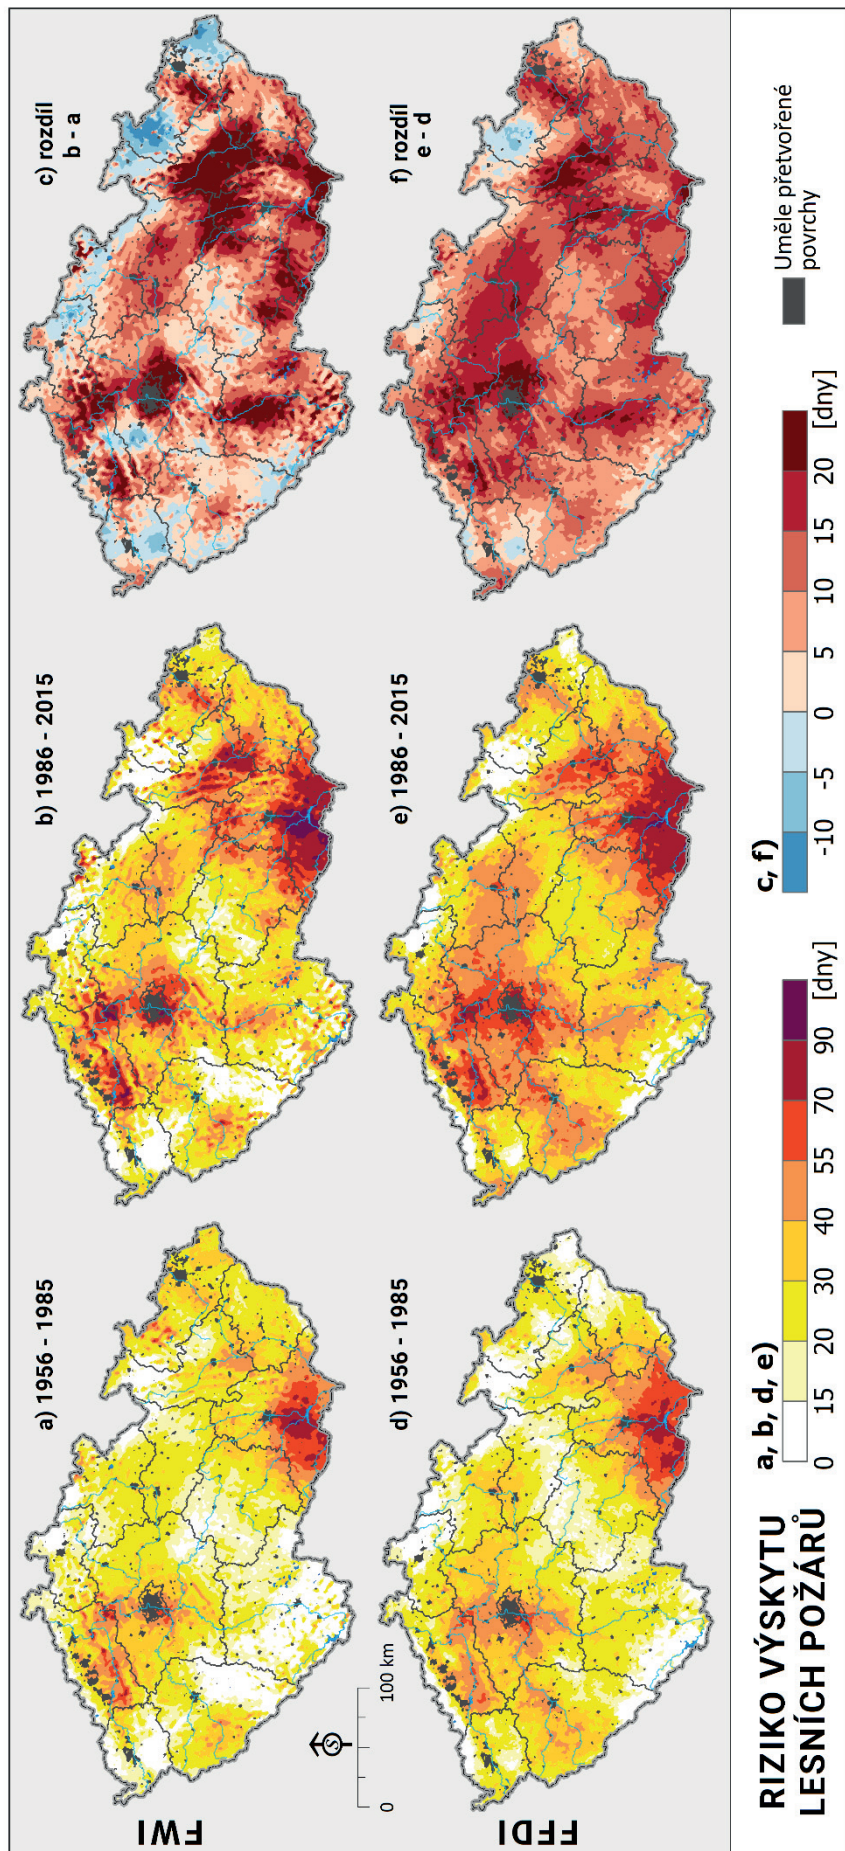 FWI
a) 1956 - 1985
b) 1986 - 2015
c) rozdíl
b - a
S
0
100 km
FFDI
d) 1956 - 1985
e) 1986 - 2015
f) rozdíl
e - d
RIZIKO VÝSKYTU
LESNÍCH POŽÁRŮ
a, b, d, e)
0 15 20 30 40 55 70 90 [dny]
c, f)
-10 -5 0 5 10 15 20 [dny]
Uměle přetvořené
povrchy